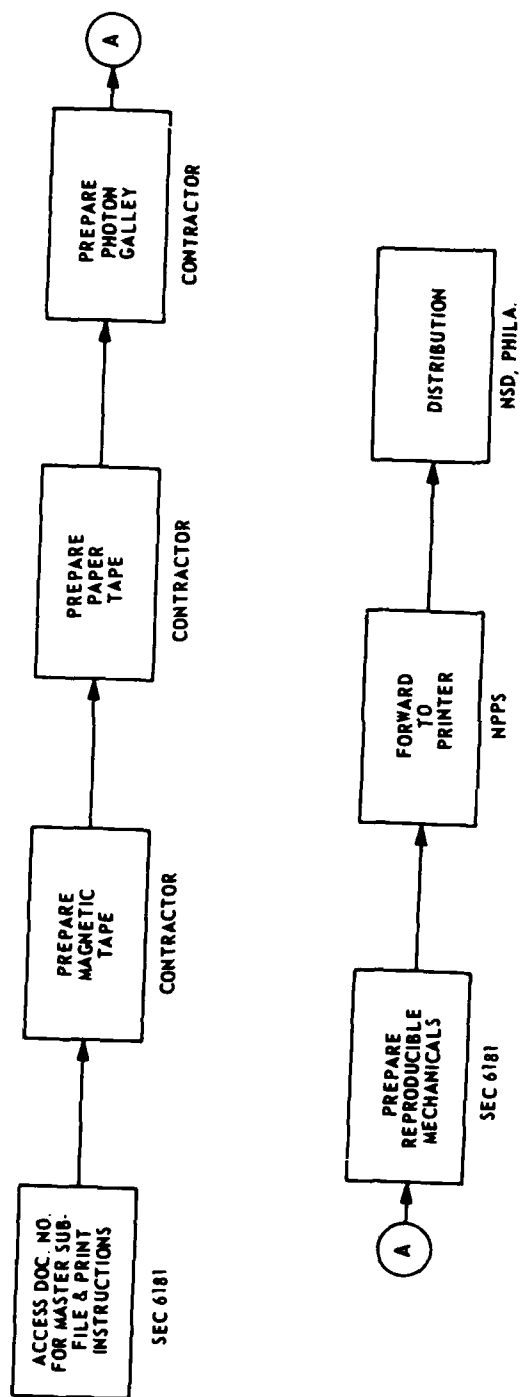 ACCESS DOC. NO.
FOR MASTER SUB-
FILE & PRINT
INSTRUCTIONS
SEC 6181
PREPARE
MAGNETIC
TAPE
CONTRACTOR
PREPARE
PAPER
TAPE
CONTRACTOR
PREPARE
PHOTON
GALLEY
CONTRACTOR
A
A
PREPARE
REPRODUCIBLE
MECHANICALS
SEC 6181
FORWARD
TO
PRINTER
NPPS
DISTRIBUTION
NSD, PHILA.